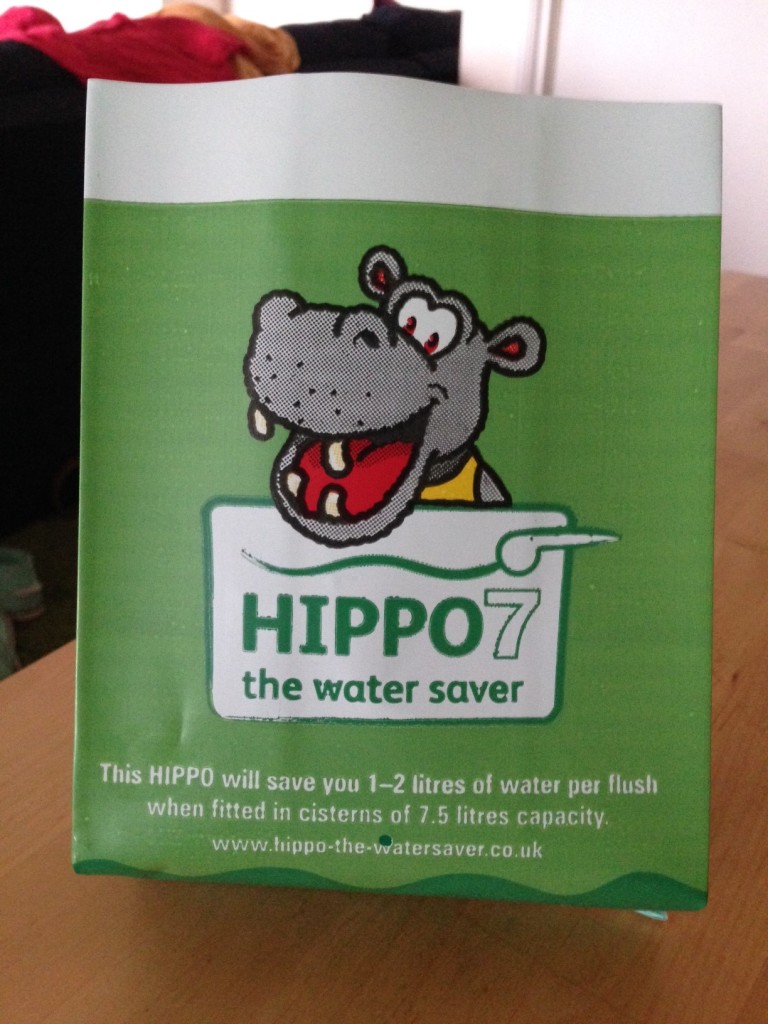 HIPPO7
the water saver
This HIPPO will save you 1–2 litres of water per flush
when fitted in cisterns of 7.5 litres capacity.
www.hippo-the-watersaver.co.uk